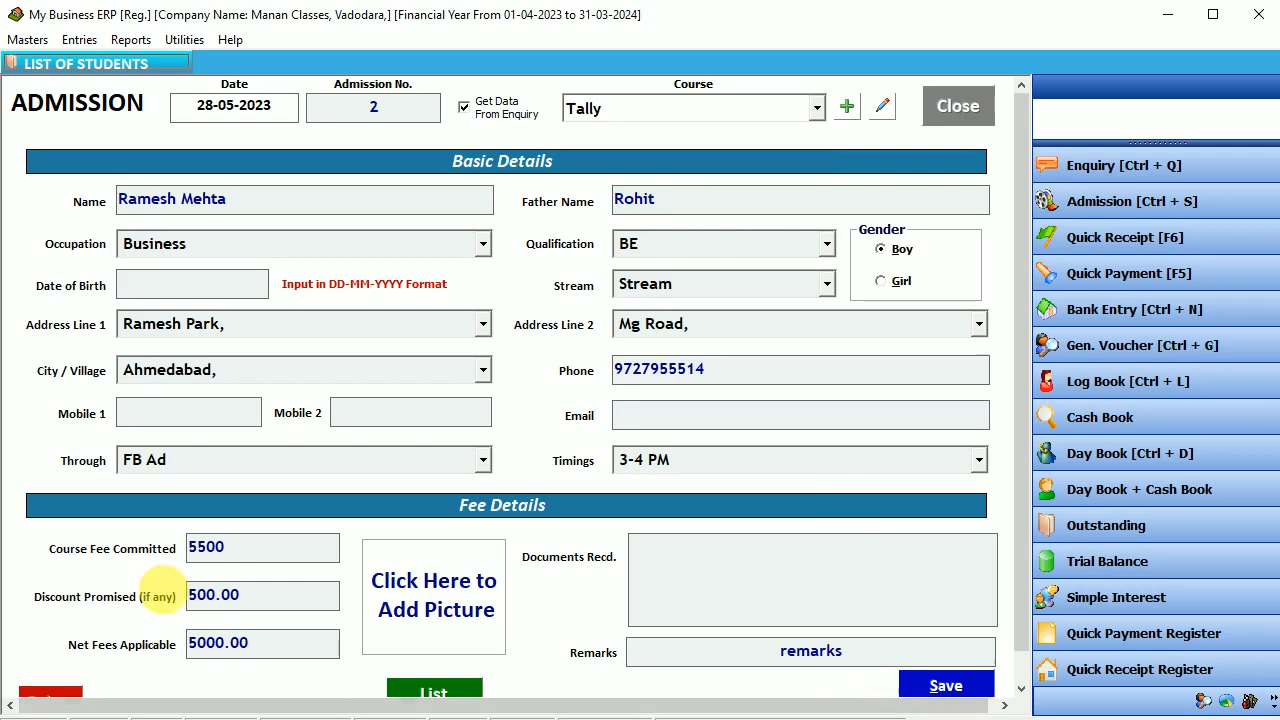 My Business ERP [Reg.] [Company Name: Manan Classes, Vadodara,] [Financial Year From 01-04-2023 to 31-03-2024]
Masters Entries Reports Utilities Help
LIST OF STUDENTS
ADMISSION
Date
28-05-2023
Admission No.
2
Get Data
From Enquiry
Course
Tally
Close
Basic Details
Name Ramesh Mehta
Father Name Rohit
Occupation Business
Qualification BE
Gender
Boy
Girl
Date of Birth Input in DD-MM-YYYY Format
Stream Stream
Address Line 1 Ramesh Park,
Address Line 2 Mg Road,
City / Village Ahmedabad,
Phone 9727955514
Mobile 1 Mobile 2
Email
Through FB Ad
Timings 3-4 PM
Fee Details
Course Fee Committed 5500
Discount Promised (if any) 500.00
Net Fees Applicable 5000.00
Click Here to
Add Picture
Documents Recd.
Remarks remarks
List
Save
Enquiry [Ctrl + Q]
Admission [Ctrl + S]
Quick Receipt [F6]
Quick Payment [F5]
Bank Entry [Ctrl + N]
Gen. Voucher [Ctrl + G]
Log Book [Ctrl + L]
Cash Book
Day Book [Ctrl + D]
Day Book + Cash Book
Outstanding
Trial Balance
Simple Interest
Quick Payment Register
Quick Receipt Register